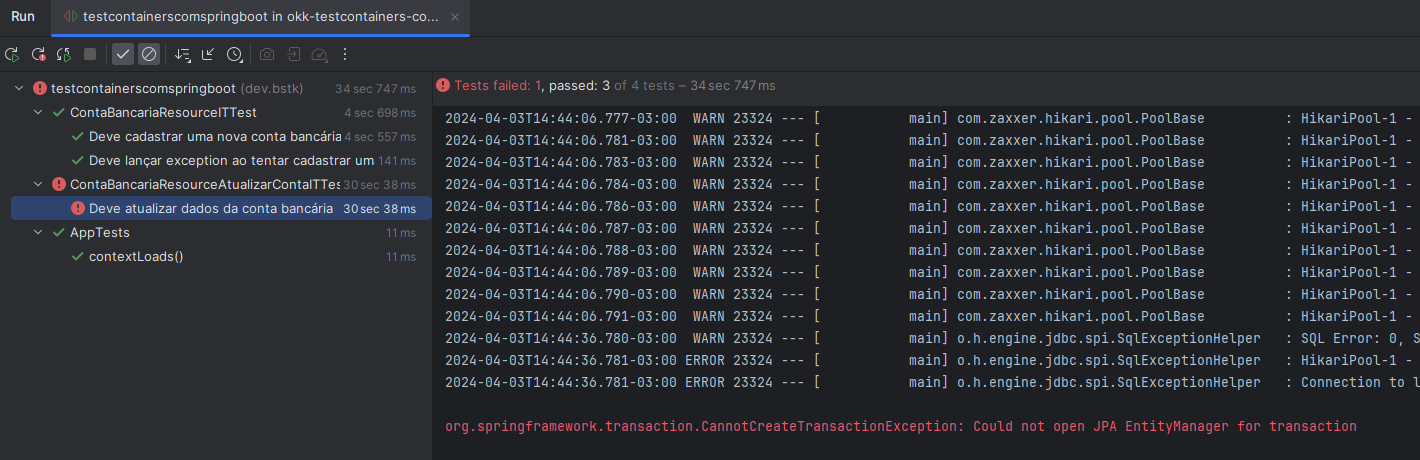 Run testcontainerscomspringboot in okk-testcontainers-co...
testcontainerscomspringboot (dev.bstk) 34 sec 747 ms
ContaBancariaResourceITTest 4 sec 698 ms
Deve cadastrar uma nova conta bancária 4 sec 557 ms
Deve lançar exception ao tentar cadastrar um 141 ms
ContaBancariaResourceAtualizarContaITTes 30 sec 38 ms
Deve atualizar dados da conta bancária 30 sec 38 ms
AppTests 11 ms
contextLoads() 11 ms
Tests failed: 1, passed: 3 of 4 tests – 34 sec 747 ms
2024-04-03T14:44:06.777-03:00  WARN 23324 --- [           main] com.zaxxer.hikari.pool.PoolBase          : HikariPool-1 -
2024-04-03T14:44:06.781-03:00  WARN 23324 --- [           main] com.zaxxer.hikari.pool.PoolBase          : HikariPool-1 -
2024-04-03T14:44:06.783-03:00  WARN 23324 --- [           main] com.zaxxer.hikari.pool.PoolBase          : HikariPool-1 -
2024-04-03T14:44:06.784-03:00  WARN 23324 --- [           main] com.zaxxer.hikari.pool.PoolBase          : HikariPool-1 -
2024-04-03T14:44:06.786-03:00  WARN 23324 --- [           main] com.zaxxer.hikari.pool.PoolBase          : HikariPool-1 -
2024-04-03T14:44:06.787-03:00  WARN 23324 --- [           main] com.zaxxer.hikari.pool.PoolBase          : HikariPool-1 -
2024-04-03T14:44:06.788-03:00  WARN 23324 --- [           main] com.zaxxer.hikari.pool.PoolBase          : HikariPool-1 -
2024-04-03T14:44:06.789-03:00  WARN 23324 --- [           main] com.zaxxer.hikari.pool.PoolBase          : HikariPool-1 -
2024-04-03T14:44:06.790-03:00  WARN 23324 --- [           main] com.zaxxer.hikari.pool.PoolBase          : HikariPool-1 -
2024-04-03T14:44:06.791-03:00  WARN 23324 --- [           main] com.zaxxer.hikari.pool.PoolBase          : HikariPool-1 -
2024-04-03T14:44:36.780-03:00  WARN 23324 --- [           main] o.h.engine.jdbc.spi.SqlExceptionHelper   : SQL Error: 0, S
2024-04-03T14:44:36.781-03:00 ERROR 23324 --- [           main] o.h.engine.jdbc.spi.SqlExceptionHelper   : HikariPool-1 -
2024-04-03T14:44:36.781-03:00 ERROR 23324 --- [           main] o.h.engine.jdbc.spi.SqlExceptionHelper   : Connection to l
org.springframework.transaction.CannotCreateTransactionException: Could not open JPA EntityManager for transaction